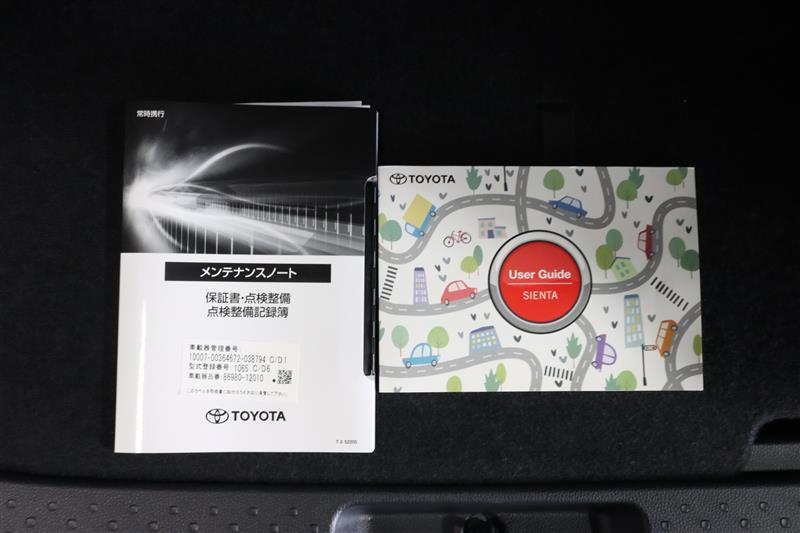 常時携行
メンテナンスノート
保証書・点検整備
点検整備記録簿
車載器管理番号:
10007-00364672-038794 C/D1
型式登録番号: 1065 C/D6
車載器品番: 86980-12010
TOYOTA
T-2 52205
TOYOTA
User Guide
SIENTA